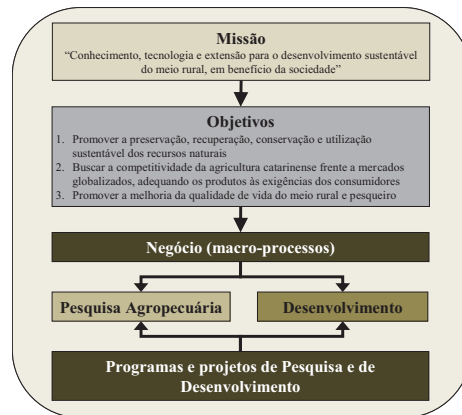 Missão
“Conhecimento, tecnologia e extensão para o desenvolvimento sustentável
do meio rural, em benefício da sociedade”
Objetivos
1. Promover a preservação, recuperação, conservação e utilização
sustentável dos recursos naturais
2. Buscar a competitividade da agricultura catarinense frente a mercados
globalizados, adequando os produtos às exigências dos consumidores
3. Promover a melhoria da qualidade de vida do meio rural e pesqueiro
Negócio (macro-processos)
Pesquisa Agropecuária
Desenvolvimento
Programas e projetos de Pesquisa e de
Desenvolvimento